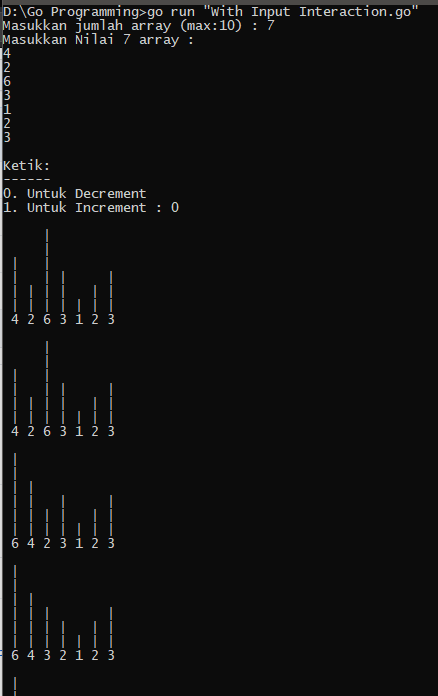 D:\Go Programming>go run "With Input Interaction.go"
Masukkan jumlah array (max:10) : 7
Masukkan Nilai 7 array :
4
2
6
3
1
2
3
Ketik:
------
0. Untuk Decrement
1. Untuk Increment : 0
      |
      |
  |   |
  |   | |     |
  | | | |   | |
  | | | | | | |
  4 2 6 3 1 2 3
      |
      |
  |   |
  |   | |     |
  | | | |   | |
  | | | | | | |
  4 2 6 3 1 2 3
  |
  |
  | |
  | |   |     |
  | | | |   | |
  | | | | | | |
  6 4 2 3 1 2 3
  |
  |
  | |
  | | |       |
  | | | |   | |
  | | | | | | |
  6 4 3 2 1 2 3
  |
  |